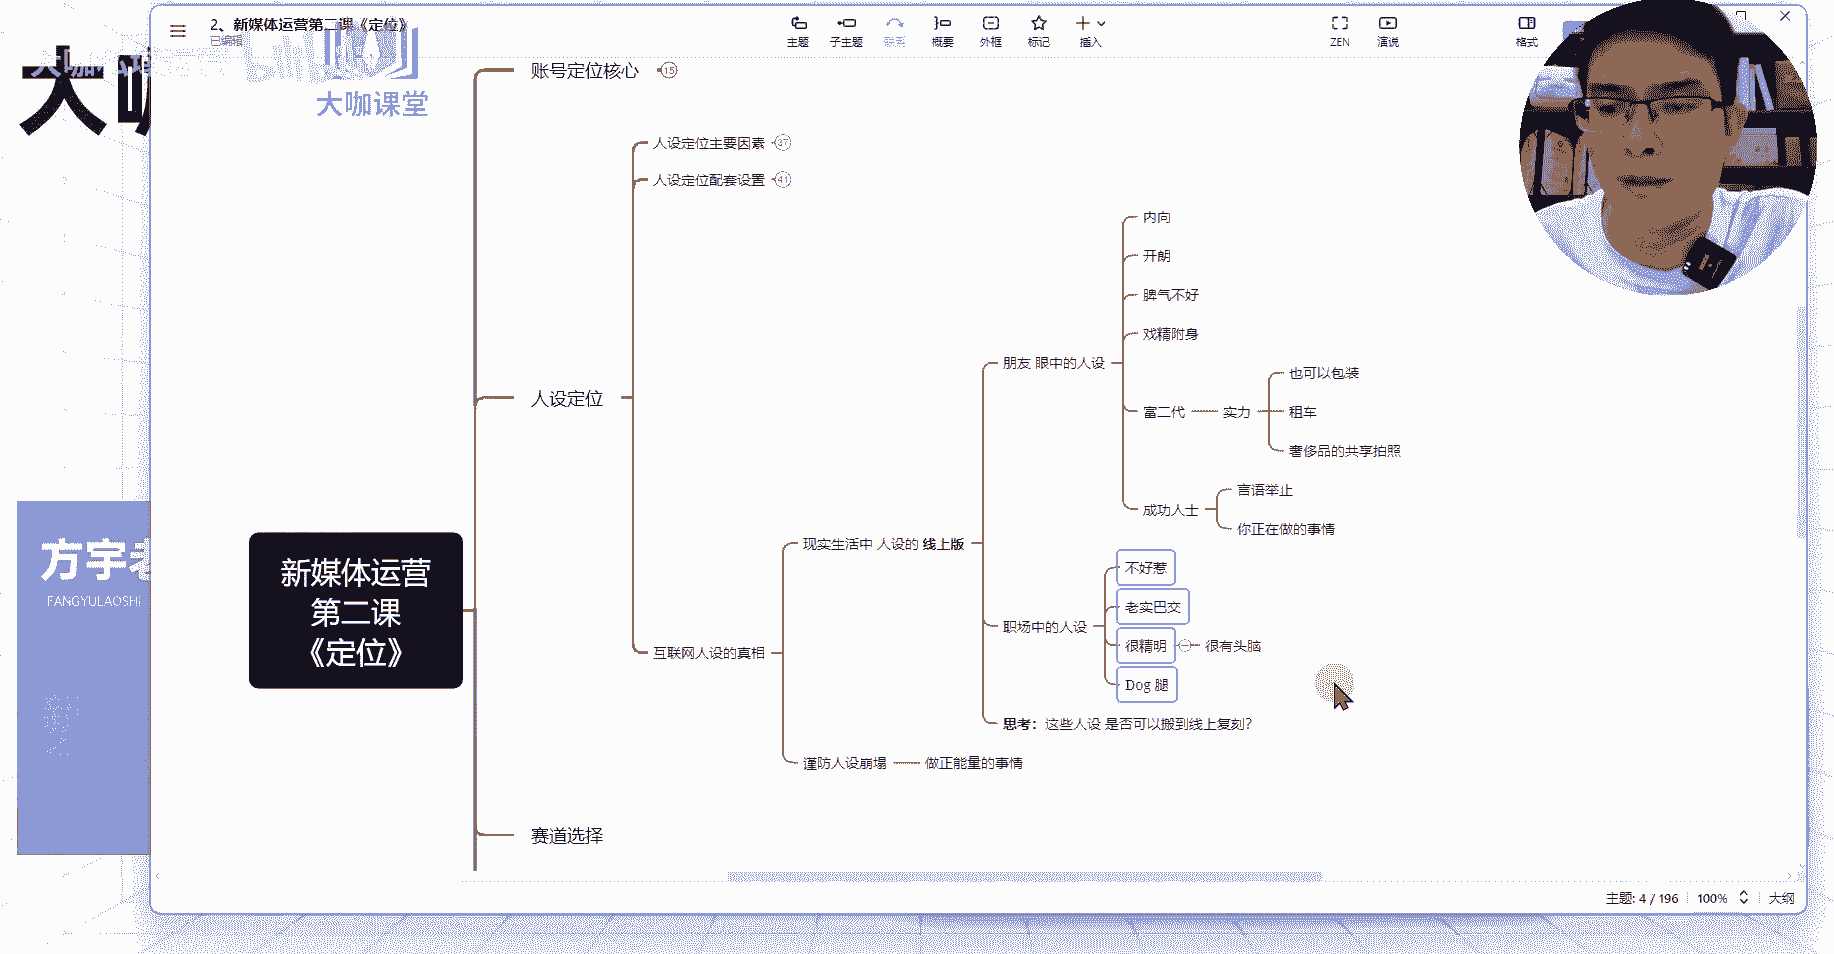 2、新媒体运营第二课《定位》
已编辑
主题
子主题
联系
概要
外框
标记
插入
ZEN
演说
格式
大咖
大咖课堂
账号定位核心
15
人设定位主要因素
37
人设定位配套设置
41
内向
开朗
脾气不好
戏精附身
朋友 眼中的人设
也可以包装
富二代
实力
租车
奢侈品的共享拍照
人设定位
言语举止
成功人士
你正在做的事情
现实生活中 人设的 线上版
不好惹
老实巴交
职场中的人设
很精明
很有头脑
Dog 腿
互联网人设的真相
思考：这些人设 是否可以搬到线上复刻？
谨防人设崩塌
做正能量的事情
新媒体运营
第二课
《定位》
赛道选择
方宇老
FANGYULAOSHI
主题: 4 / 196
100%
大纲